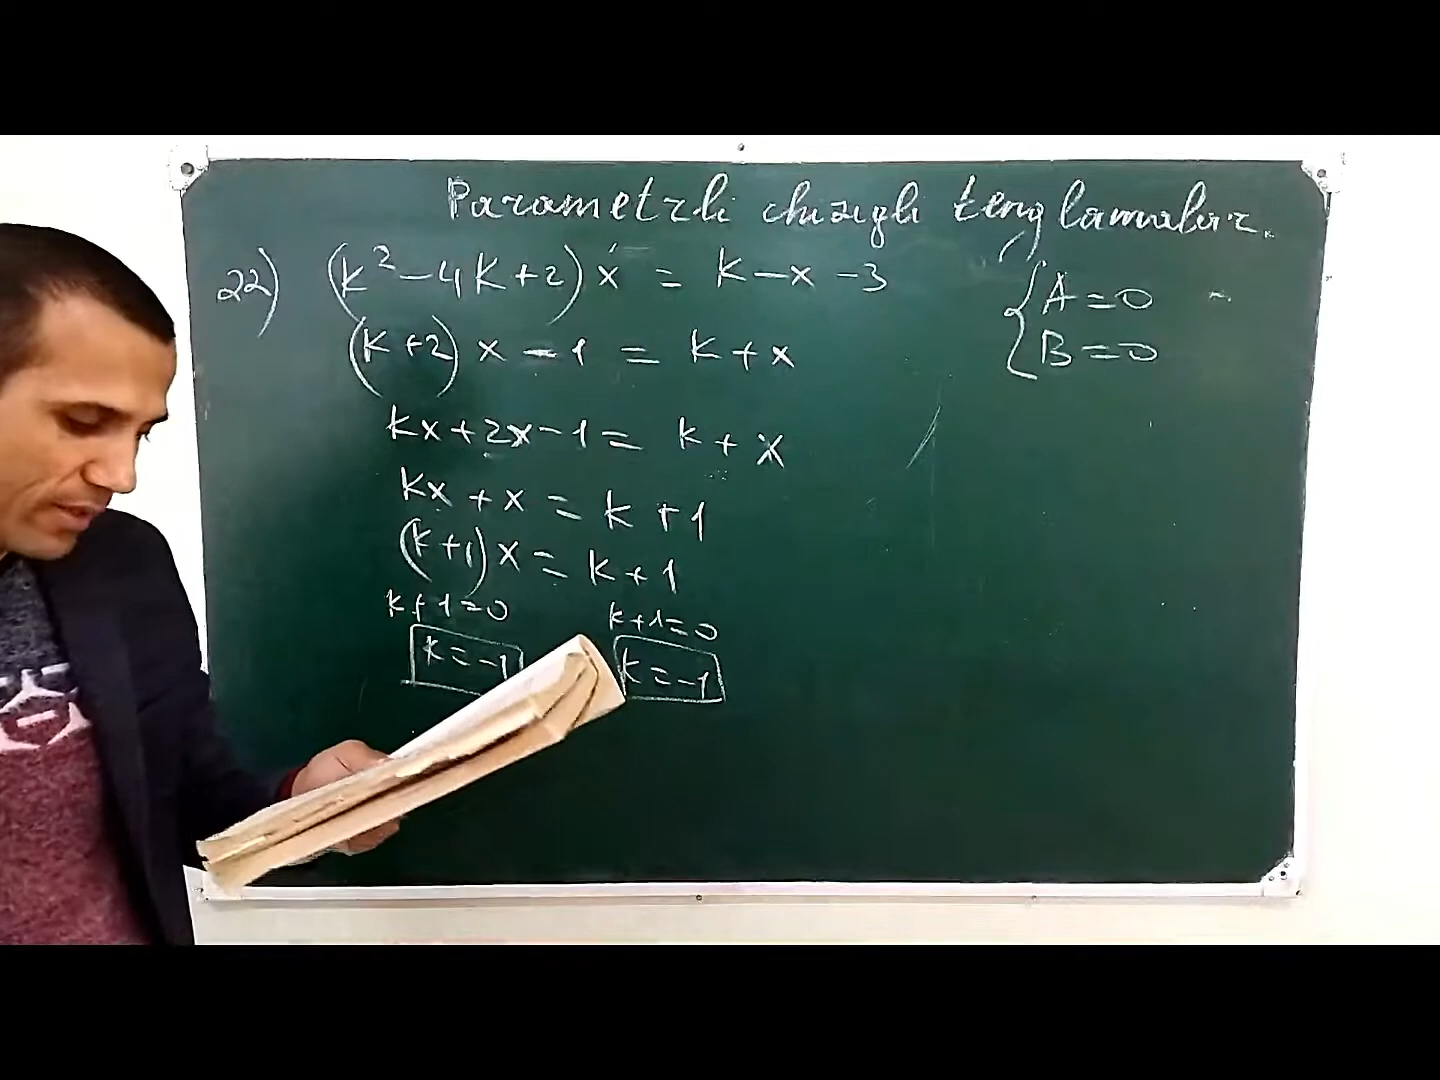 Parametrli chiziqli tenglamalar.
22) (k²-4k+2)x = k-x-3
(k+2)x-1 = k+x
kx+2x-1 = k+x
kx+x = k+1
(k+1)x = k+1
k+1=0 k+1=0
k=-1 k=-1
{A=0
B=0